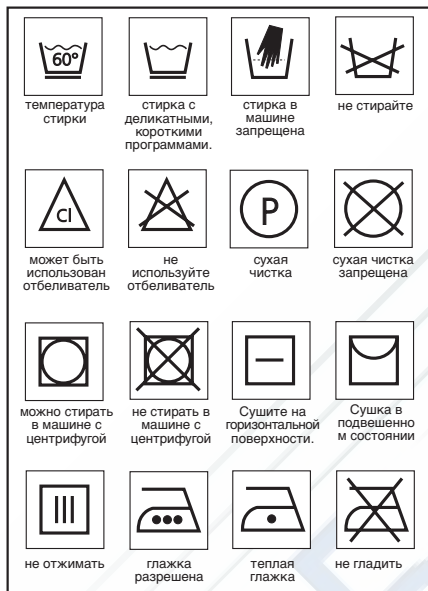 60°
температура
стирки
стирка с
деликатными,
короткими
программами.
стирка в
машине
запрещена
не стирайте
Cl
может быть
использован
отбеливатель
не
используйте
отбеливатель
P
сухая
чистка
сухая чистка
запрещена
можно стирать
в машине с
центрифугой
не стирать в
машине с
центрифугой
Сушите на
горизонтальной
поверхности.
Сушка в
подвешенно
м состоянии
не отжимать
глажка
разрешена
теплая
глажка
не гладить